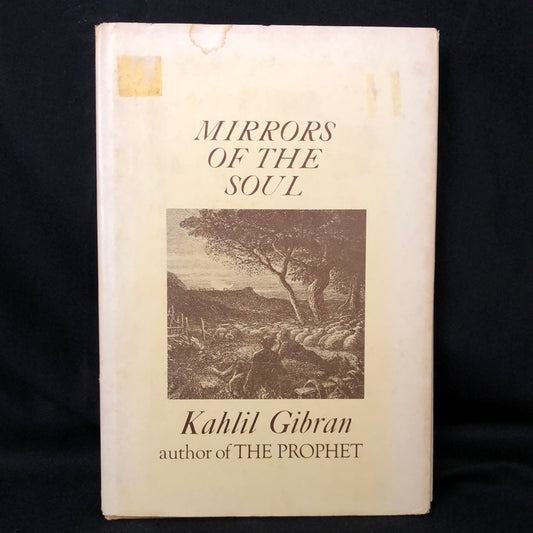 MIRRORS
OF THE
SOUL
Kahlil Gibran
author of THE PROPHET